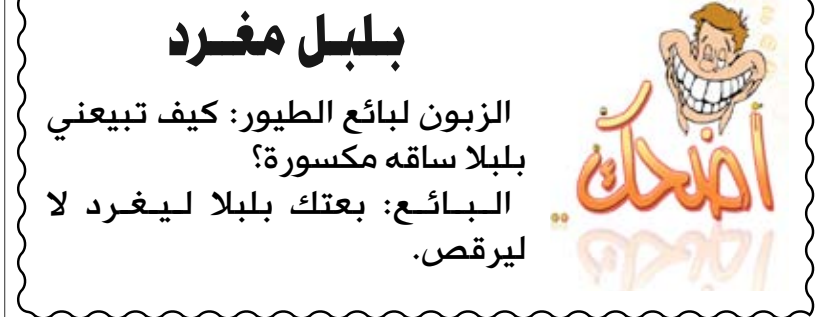 بلبل مغرد
الزبون لبائع الطيور: كيف تبيعني
بلبلا ساقه مكسورة؟
البائع: بعتك بلبلا ليغرد لا
ليرقص.
أضحك ..